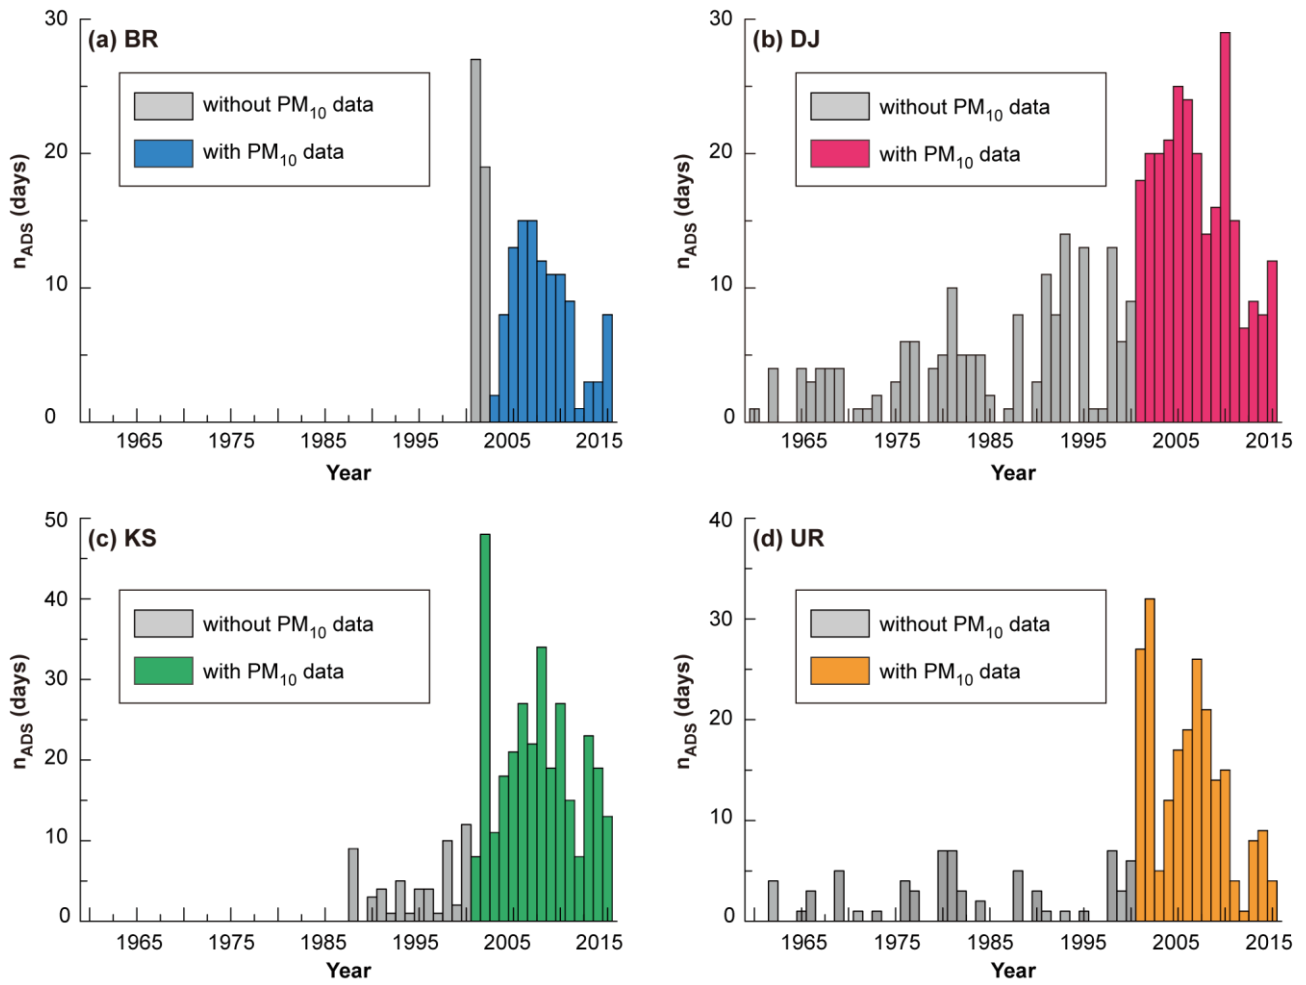 (a) BR
30
20
10
0
n_ADS (days)
without PM₁₀ data
with PM₁₀ data
1965 1975 1985 1995 2005 2015
Year
(b) DJ
30
20
10
0
n_ADS (days)
without PM₁₀ data
with PM₁₀ data
1965 1975 1985 1995 2005 2015
Year
(c) KS
50
40
30
20
10
0
n_ADS (days)
without PM₁₀ data
with PM₁₀ data
1965 1975 1985 1995 2005 2015
Year
(d) UR
40
30
20
10
0
n_ADS (days)
without PM₁₀ data
with PM₁₀ data
1965 1975 1985 1995 2005 2015
Year